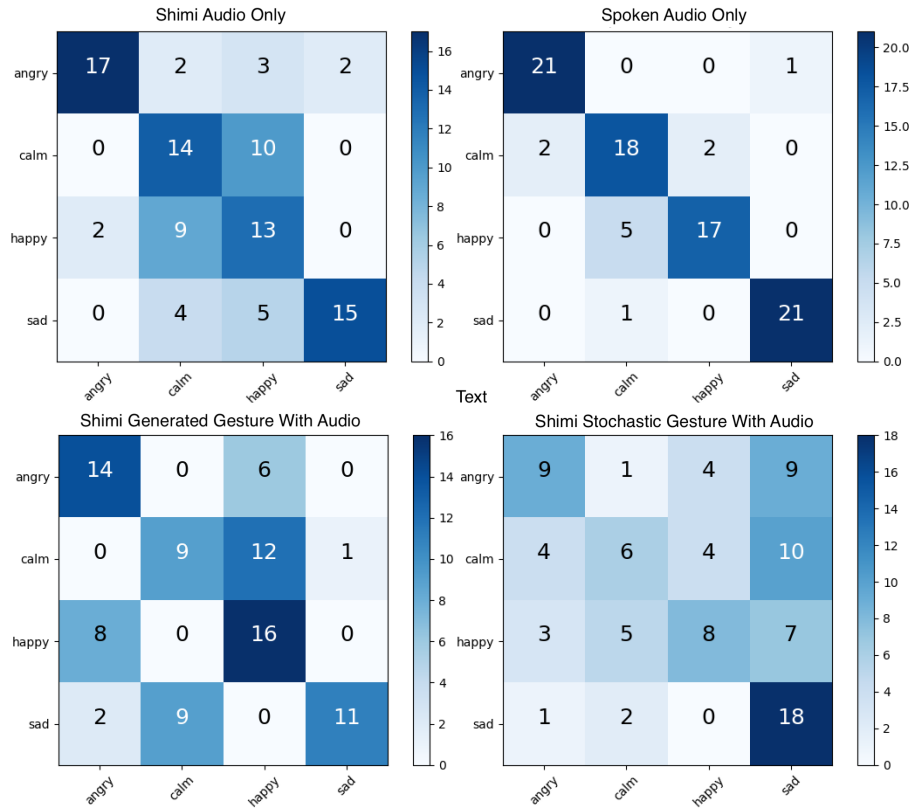 Shimi Audio Only
angry 17 2 3 2
calm 0 14 10 0
happy 2 9 13 0
sad 0 4 5 15
angry calm happy sad
16
14
12
10
8
6
4
2
0
Spoken Audio Only
21 0 0 1
2 18 2 0
0 5 17 0
0 1 0 21
angry calm happy sad
20.0
17.5
15.0
12.5
10.0
7.5
5.0
2.5
0.0
angry
calm
happy
sad
Text
Shimi Generated Gesture With Audio
angry 14 0 6 0
calm 0 9 12 1
happy 8 0 16 0
sad 2 9 0 11
angry calm happy sad
16
14
12
10
8
6
4
2
0
Shimi Stochastic Gesture With Audio
angry 9 1 4 9
calm 4 6 4 10
happy 3 5 8 7
sad 1 2 0 18
angry calm happy sad
18
16
14
12
10
8
6
4
2
0